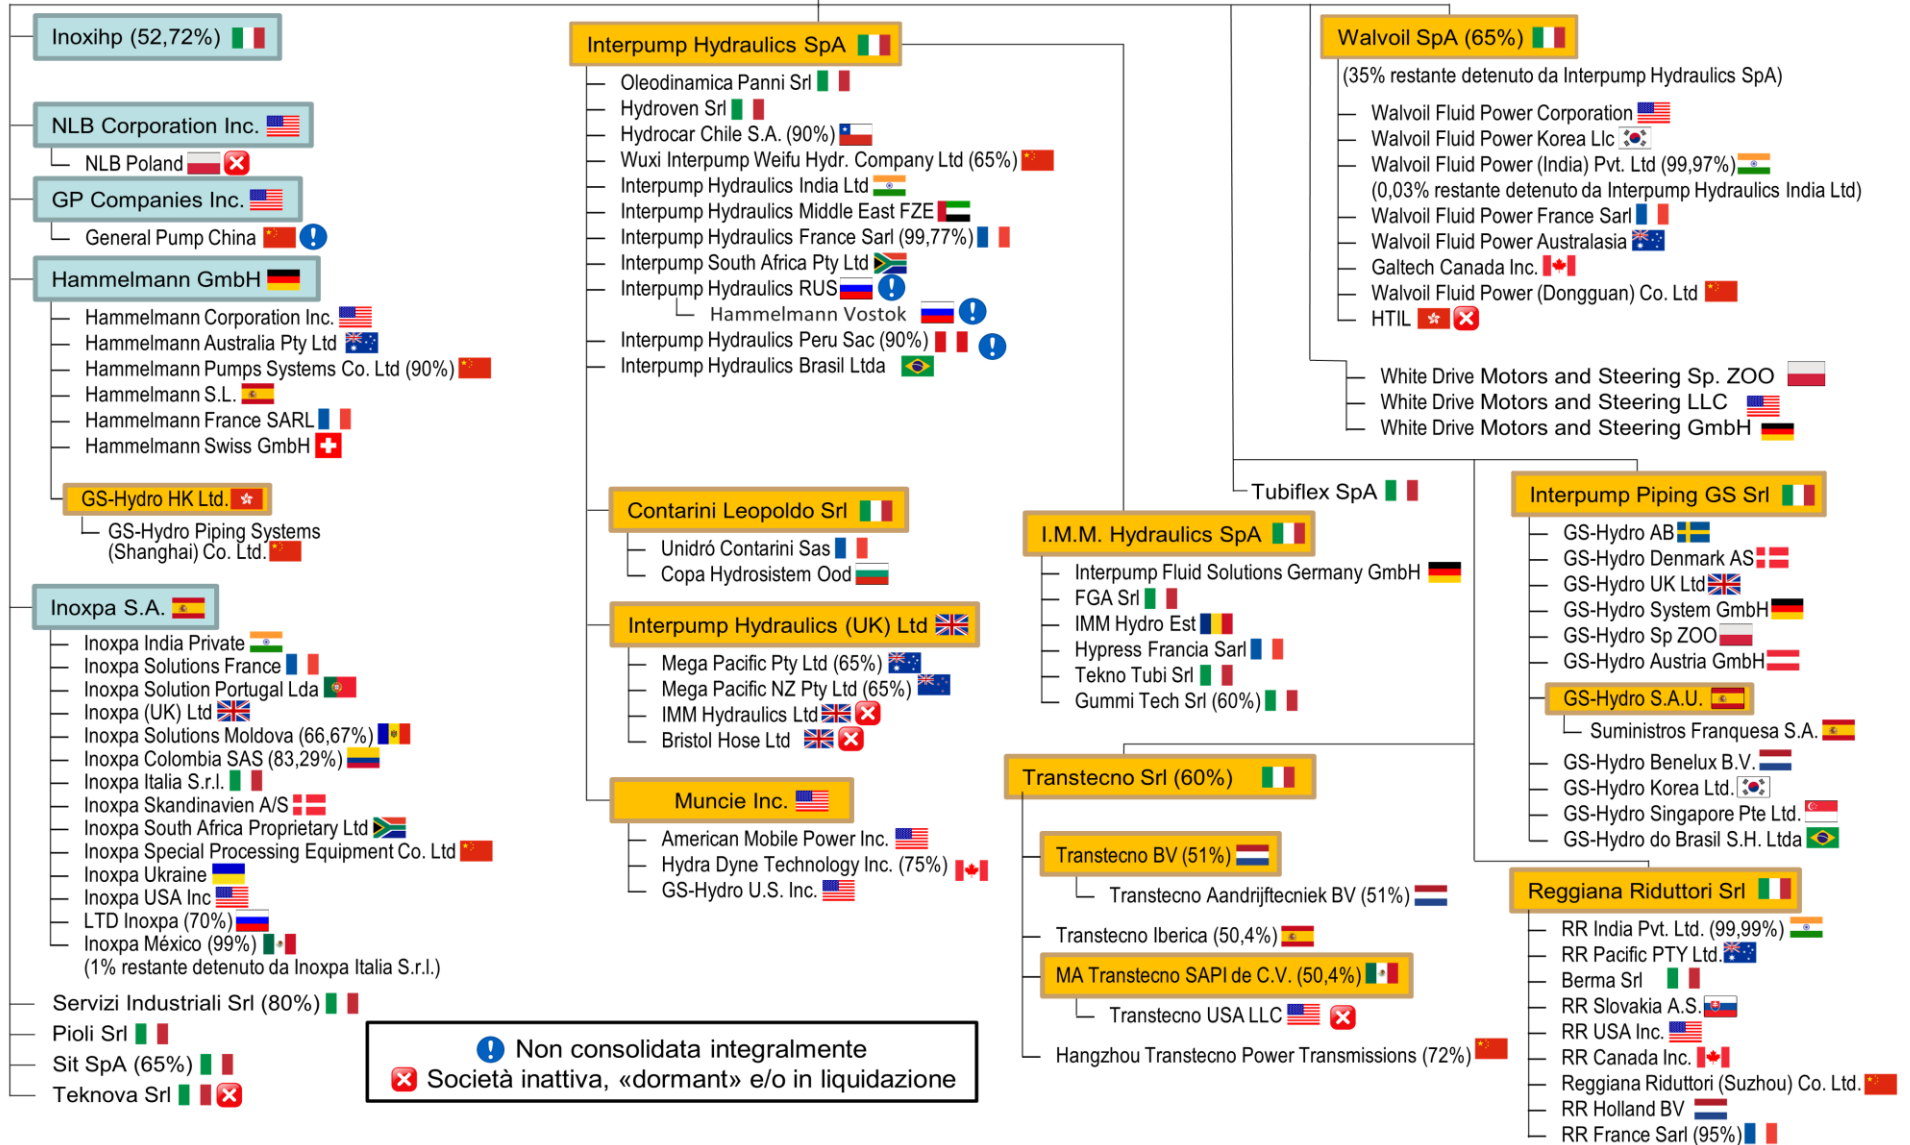 Inoxihp (52,72%)
NLB Corporation Inc.
NLB Poland
GP Companies Inc.
General Pump China
Hammelmann GmbH
Hammelmann Corporation Inc.
Hammelmann Australia Pty Ltd
Hammelmann Pumps Systems Co. Ltd (90%)
Hammelmann S.L.
Hammelmann France SARL
Hammelmann Swiss GmbH
GS-Hydro HK Ltd.
GS-Hydro Piping Systems
(Shanghai) Co. Ltd.
Inoxpa S.A.
Inoxpa India Private
Inoxpa Solutions France
Inoxpa Solution Portugal Lda
Inoxpa (UK) Ltd
Inoxpa Solutions Moldova (66,67%)
Inoxpa Colombia SAS (83,29%)
Inoxpa Italia S.r.l.
Inoxpa Skandinavien A/S
Inoxpa South Africa Proprietary Ltd
Inoxpa Special Processing Equipment Co. Ltd
Inoxpa Ukraine
Inoxpa USA Inc
LTD Inoxpa (70%)
Inoxpa México (99%)
(1% restante detenuto da Inoxpa Italia S.r.l.)
Servizi Industriali Srl (80%)
Pioli Srl
Sit SpA (65%)
Teknova Srl
Interpump Hydraulics SpA
Oleodinamica Panni Srl
Hydroven Srl
Hydrocar Chile S.A. (90%)
Wuxi Interpump Weifu Hydr. Company Ltd (65%)
Interpump Hydraulics India Ltd
Interpump Hydraulics Middle East FZE
Interpump Hydraulics France Sarl (99,77%)
Interpump South Africa Pty Ltd
Interpump Hydraulics RUS
Hammelmann Vostok
Interpump Hydraulics Peru Sac (90%)
Interpump Hydraulics Brasil Ltda
Contarini Leopoldo Srl
Unidró Contarini Sas
Copa Hydrosistem Ood
Interpump Hydraulics (UK) Ltd
Mega Pacific Pty Ltd (65%)
Mega Pacific NZ Pty Ltd (65%)
IMM Hydraulics Ltd
Bristol Hose Ltd
Muncie Inc.
American Mobile Power Inc.
Hydra Dyne Technology Inc. (75%)
GS-Hydro U.S. Inc.
Non consolidata integralmente
Società inattiva, «dormant» e/o in liquidazione
I.M.M. Hydraulics SpA
Interpump Fluid Solutions Germany GmbH
FGA Srl
IMM Hydro Est
Hypress Francia Sarl
Tekno Tubi Srl
Gummi Tech Srl (60%)
Transtecno Srl (60%)
Transtecno BV (51%)
Transtecno Aandrijftecniek BV (51%)
Transtecno Iberica (50,4%)
MA Transtecno SAPI de C.V. (50,4%)
Transtecno USA LLC
Hangzhou Transtecno Power Transmissions (72%)
Walvoil SpA (65%)
(35% restante detenuto da Interpump Hydraulics SpA)
Walvoil Fluid Power Corporation
Walvoil Fluid Power Korea Llc
Walvoil Fluid Power (India) Pvt. Ltd (99,97%)
(0,03% restante detenuto da Interpump Hydraulics India Ltd)
Walvoil Fluid Power France Sarl
Walvoil Fluid Power Australasia
Galtech Canada Inc.
Walvoil Fluid Power (Dongguan) Co. Ltd
HTIL
White Drive Motors and Steering Sp. ZOO
White Drive Motors and Steering LLC
White Drive Motors and Steering GmbH
Tubiflex SpA
Interpump Piping GS Srl
GS-Hydro AB
GS-Hydro Denmark AS
GS-Hydro UK Ltd
GS-Hydro System GmbH
GS-Hydro Sp ZOO
GS-Hydro Austria GmbH
GS-Hydro S.A.U.
Suministros Franquesa S.A.
GS-Hydro Benelux B.V.
GS-Hydro Korea Ltd.
GS-Hydro Singapore Pte Ltd.
GS-Hydro do Brasil S.H. Ltda
Reggiana Riduttori Srl
RR India Pvt. Ltd. (99,99%)
RR Pacific PTY Ltd.
Berma Srl
RR Slovakia A.S.
RR USA Inc.
RR Canada Inc.
Reggiana Riduttori (Suzhou) Co. Ltd.
RR Holland BV
RR France Sarl (95%)